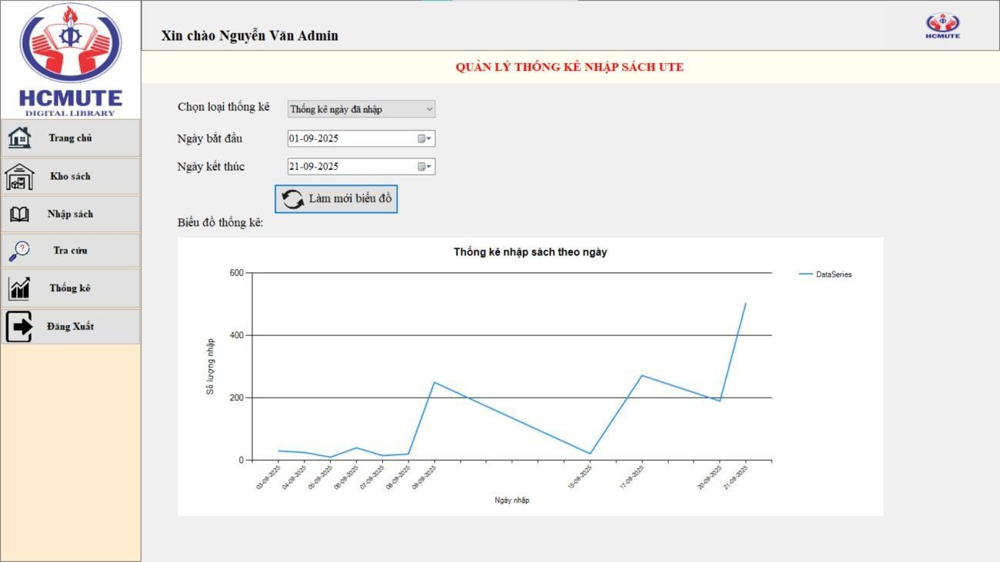 Xin chào Nguyễn Văn Admin
HCMUTE
HCMUTE
DIGITAL LIBRARY
Trang chủ
Kho sách
Nhập sách
Tra cứu
?
Thống kê
Đăng Xuất
QUẢN LÝ THỐNG KÊ NHẬP SÁCH UTE
Chọn loại thống kê
Thống kê ngày đã nhập
Ngày bắt đầu
01-09-2025
Ngày kết thúc
21-09-2025
Làm mới biểu đồ
Biểu đồ thống kê:
Thống kê nhập sách theo ngày
DataSeries
600
400
200
0
Số lượng nhập
03-09-2025
04-09-2025
05-09-2025
06-09-2025
07-09-2025
08-09-2025
09-09-2025
15-09-2025
17-09-2025
20-09-2025
21-09-2025
Ngày nhập